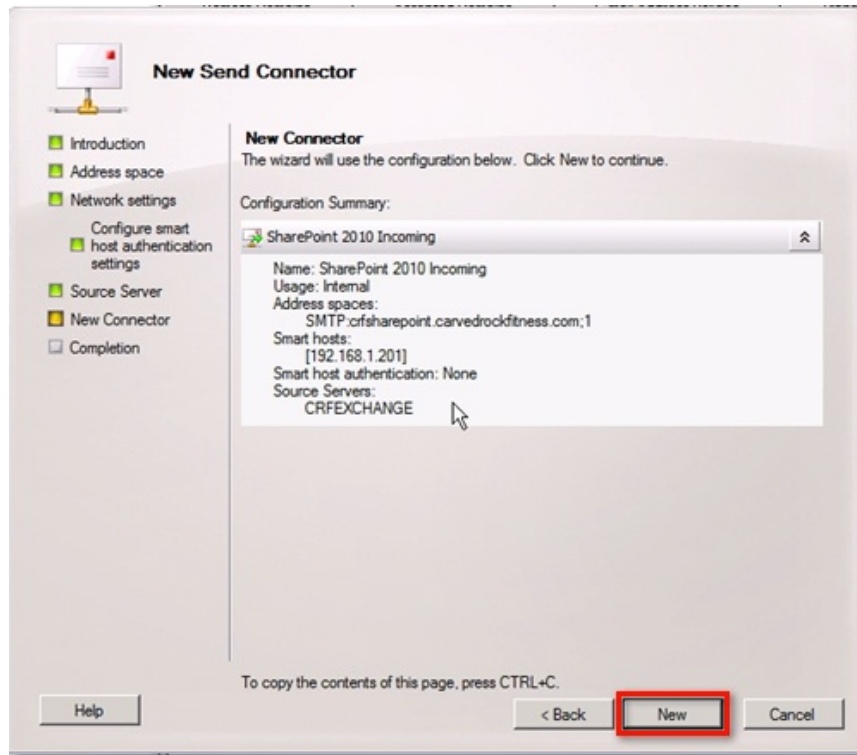 New Send Connector
Introduction
Address space
Network settings
Configure smart
host authentication
settings
Source Server
New Connector
Completion
New Connector
The wizard will use the configuration below. Click New to continue.
Configuration Summary:
SharePoint 2010 Incoming
Name: SharePoint 2010 Incoming
Usage: Internal
Address spaces:
SMTP:crfsharepoint.carvedrockfitness.com;1
Smart hosts:
[192.168.1.201]
Smart host authentication: None
Source Servers:
CRFEXCHANGE
To copy the contents of this page, press CTRL+C.
Help
< Back
New
Cancel